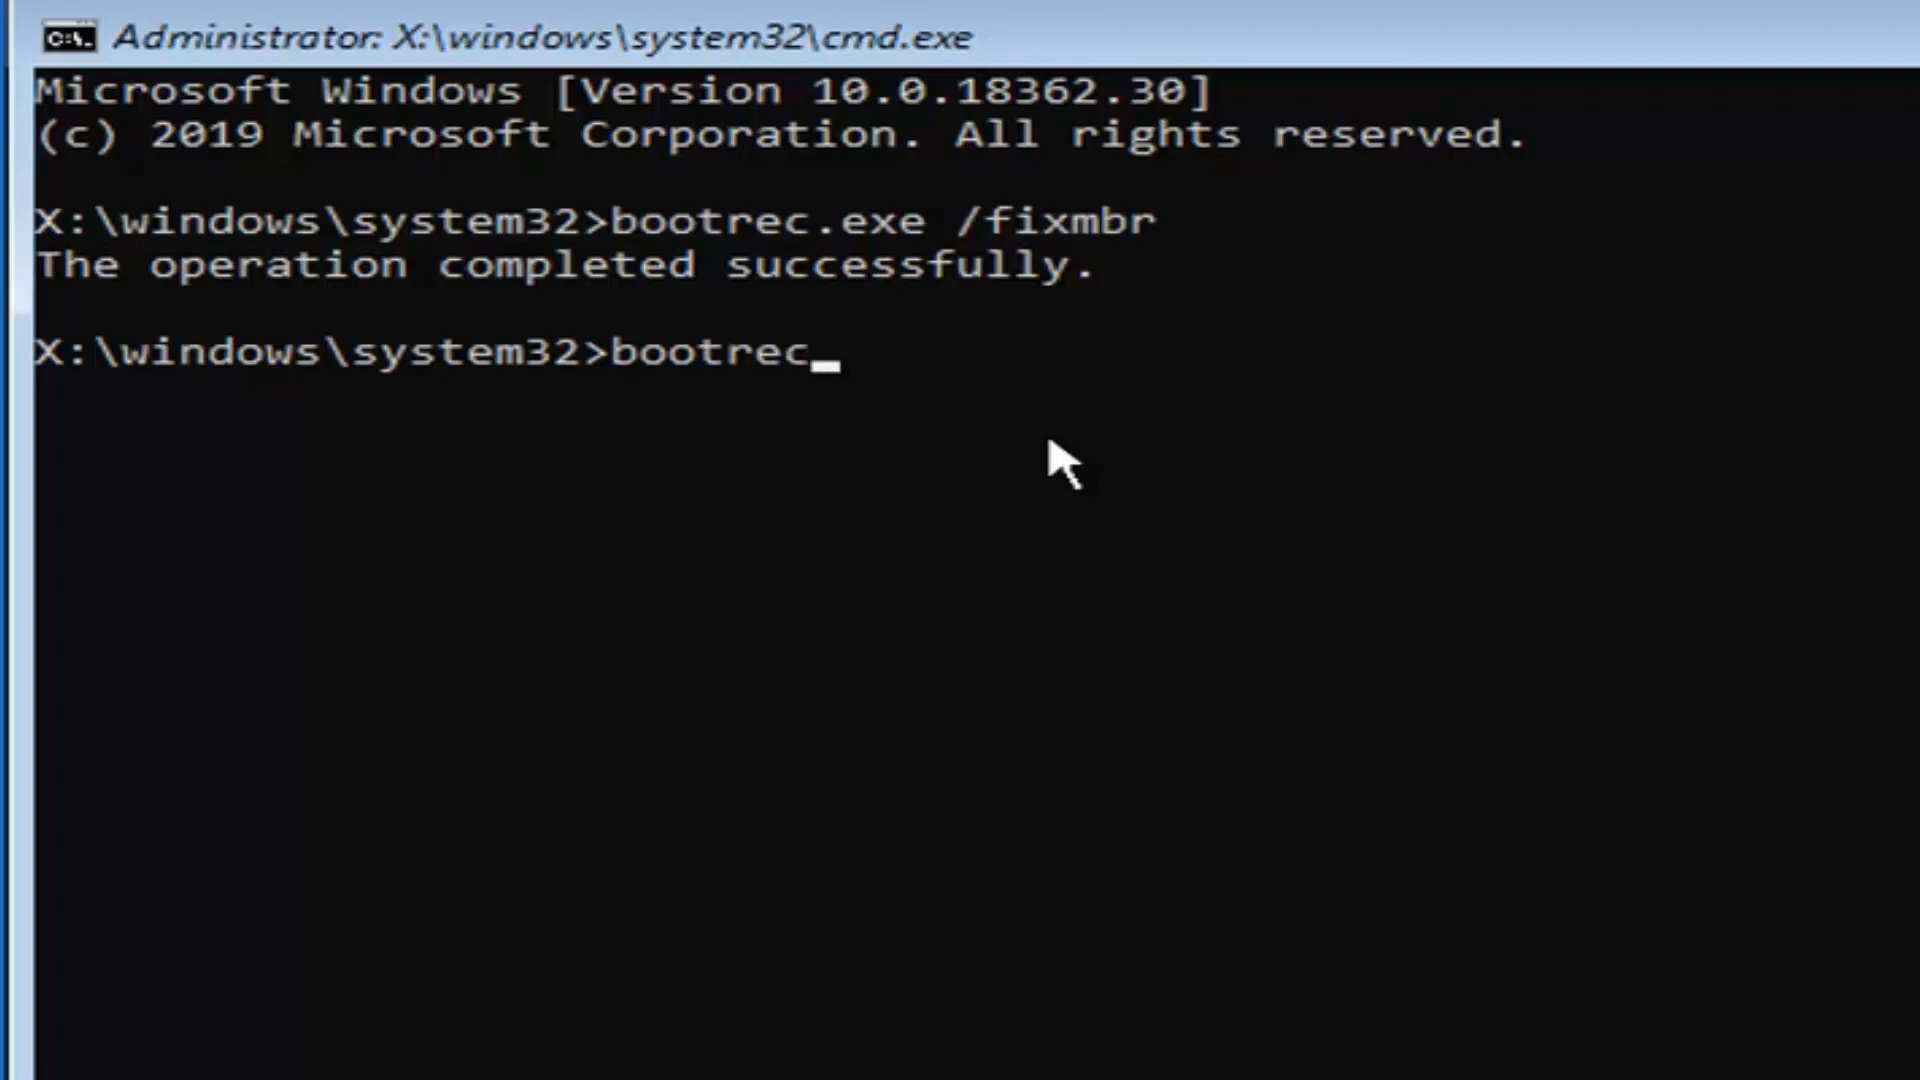 C:\.
Administrator: X:\windows\system32\cmd.exe
Microsoft Windows [Version 10.0.18362.30]
(c) 2019 Microsoft Corporation. All rights reserved.
X:\windows\system32>bootrec.exe /fixmbr
The operation completed successfully.
X:\windows\system32>bootrec